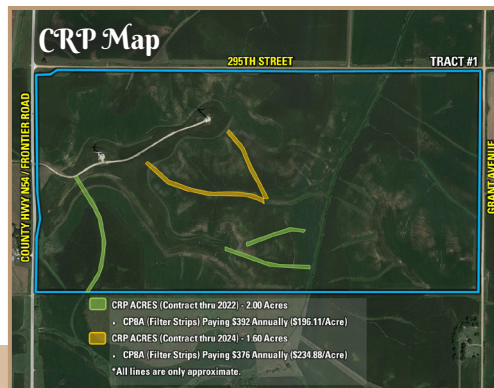 CRP Map
295TH STREET
TRACT #1
COUNTY HWY N54 / FRONTIER ROAD
GRANT AVENUE
CRP ACRES (Contract thru 2022) - 2.00 Acres
• CP8A (Filter Strips) Paying $392 Annually ($196.11/Acre)
CRP ACRES (Contract thru 2024) - 1.60 Acres
• CP8A (Filter Strips) Paying $376 Annually ($234.88/Acre)
*All lines are only approximate.